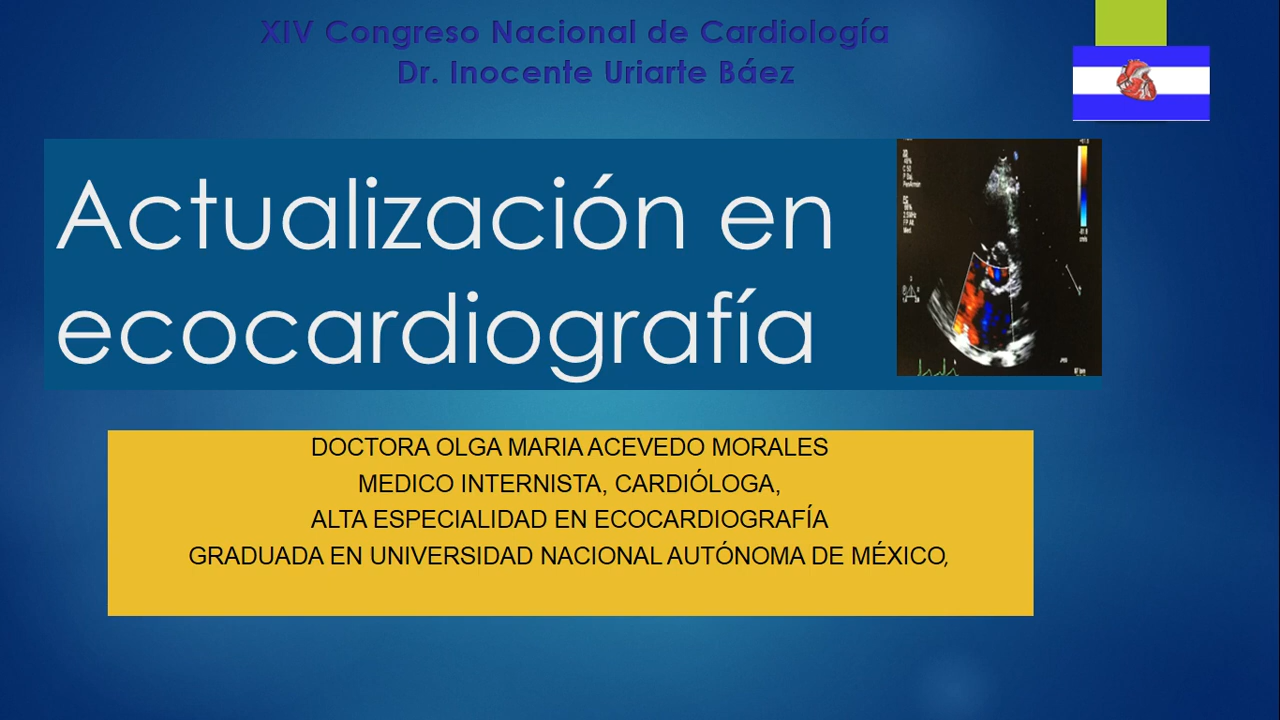 XIV Congreso Nacional de Cardiología
Dr. Inocente Uriarte Báez
Actualización en
ecocardiografía
DOCTORA OLGA MARIA ACEVEDO MORALES
MEDICO INTERNISTA, CARDIÓLOGA,
ALTA ESPECIALIDAD EN ECOCARDIOGRAFÍA
GRADUADA EN UNIVERSIDAD NACIONAL AUTÓNOMA DE MÉXICO,